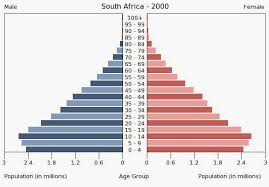 Male South Africa - 2000 Female
100+
95 - 99
90 - 94
85 - 89
80 - 84
75 - 79
70 - 74
65 - 69
60 - 64
55 - 59
50 - 54
45 - 49
40 - 44
35 - 39
30 - 34
25 - 29
20 - 24
15 - 19
10 - 14
5 - 9
0 - 4
3 2.4 1.8 1.2 0.6 0 0 0.6 1.2 1.8 2.4 3
Population (in millions) Age Group Population (in millions)